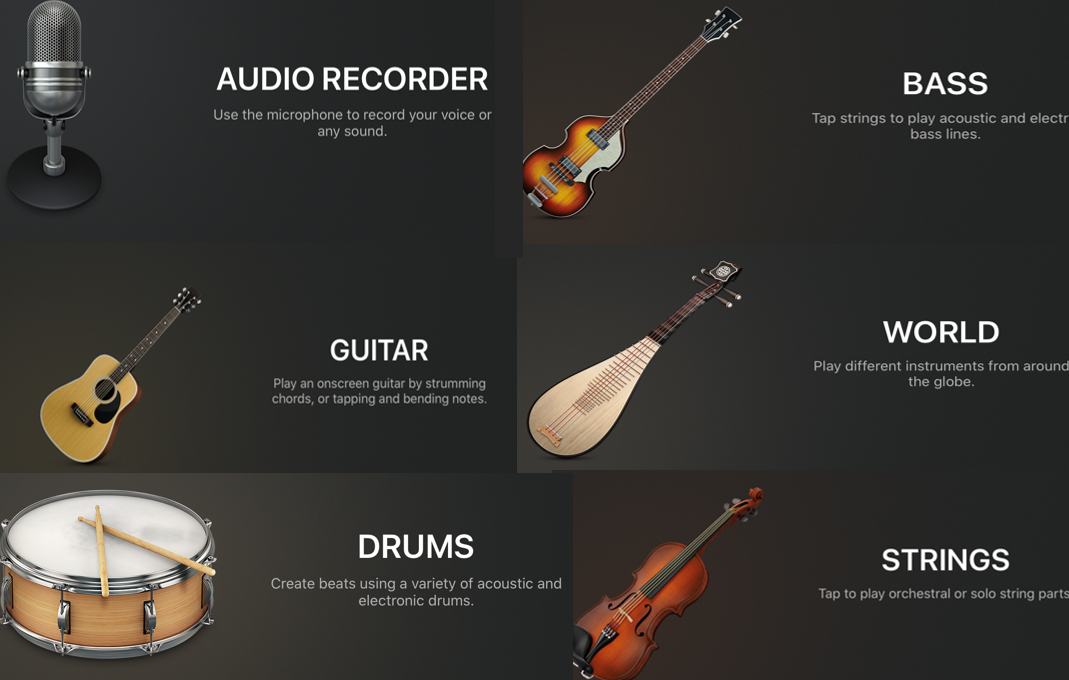 AUDIO RECORDER
Use the microphone to record your voice or
any sound.
BASS
Tap strings to play acoustic and electr
bass lines.
GUITAR
Play an onscreen guitar by strumming
chords, or tapping and bending notes.
WORLD
Play different instruments from around
the globe.
DRUMS
Create beats using a variety of acoustic and
electronic drums.
STRINGS
Tap to play orchestral or solo string parts